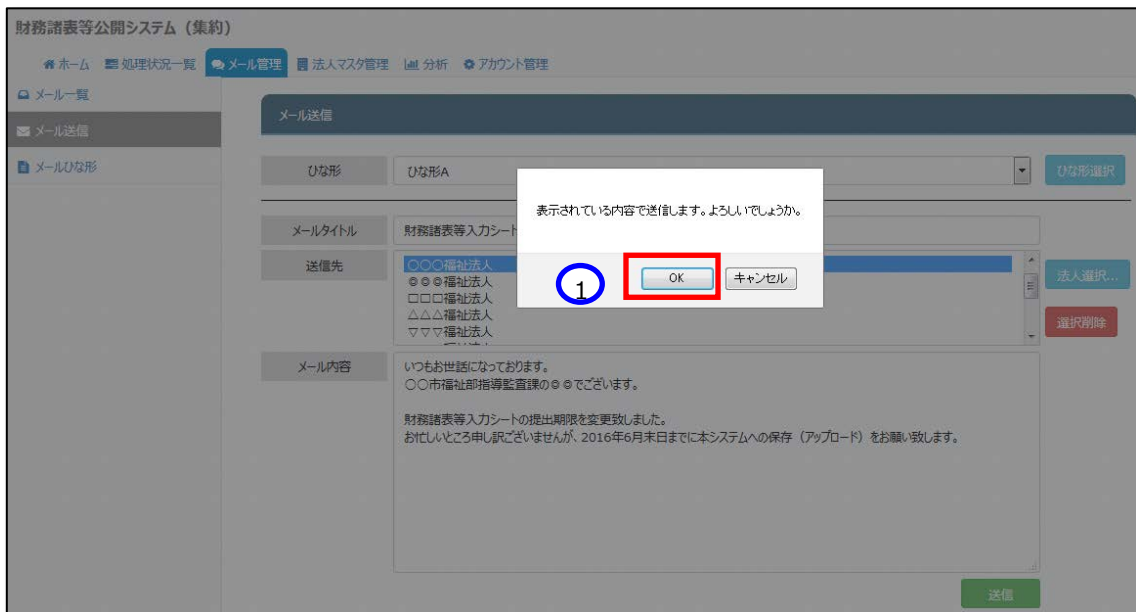 財務諸表等公開システム（集約）
ホーム 処理状況一覧 メール管理 法人マスタ管理 分析 アカウント管理
メール一覧
メール送信
メールひな形
メール送信
ひな形 ひな形A ひな形選択
表示されている内容で送信します。よろしいでしょうか。
OK キャンセル
1
メールタイトル 財務諸表等入力シート
送信先 〇〇〇福祉法人 法人選択...
◎◎◎福祉法人
□□□福祉法人
△△△福祉法人
▽▽▽福祉法人
選択削除
メール内容 いつもお世話になっております。
〇〇市福祉部指導監査課の◎◎でございます。
財務諸表等入力シートの提出期限を変更致しました。
お忙しいところ申し訳ございませんが、2016年6月末日までに本システムへの保存（アップロード）をお願い致します。
送信